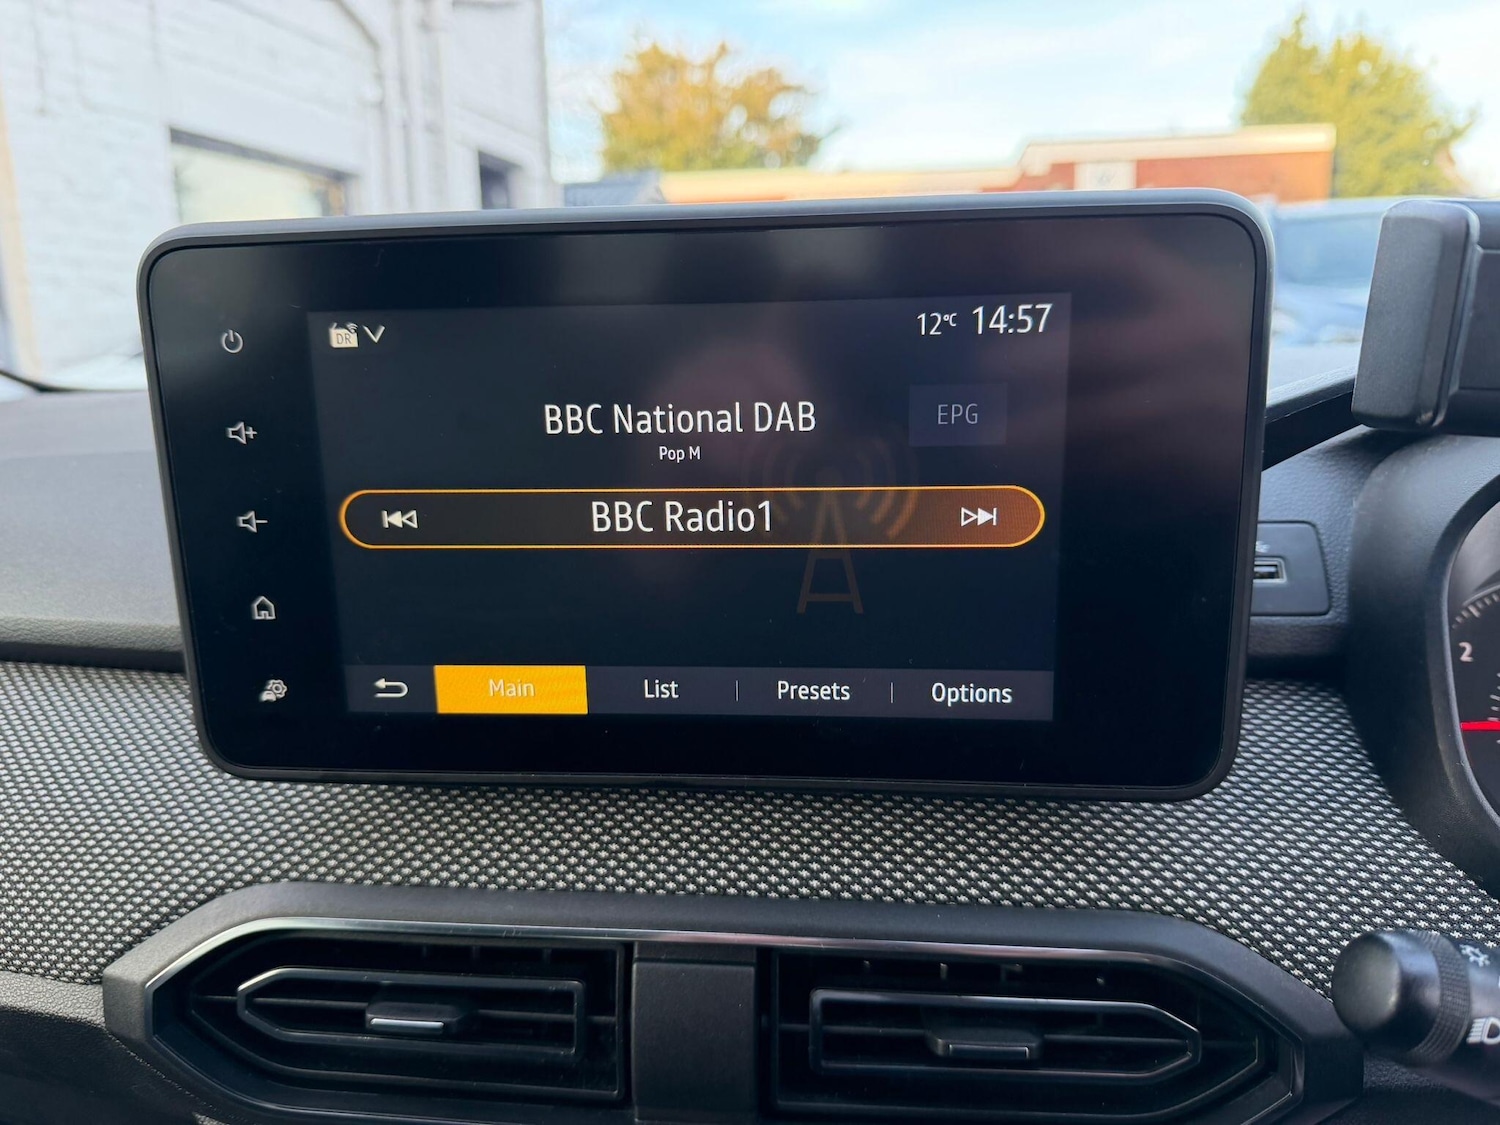 DR
12°C 14:57
BBC National DAB
EPG
Pop M
BBC Radio1
Main
List
Presets
Options
2